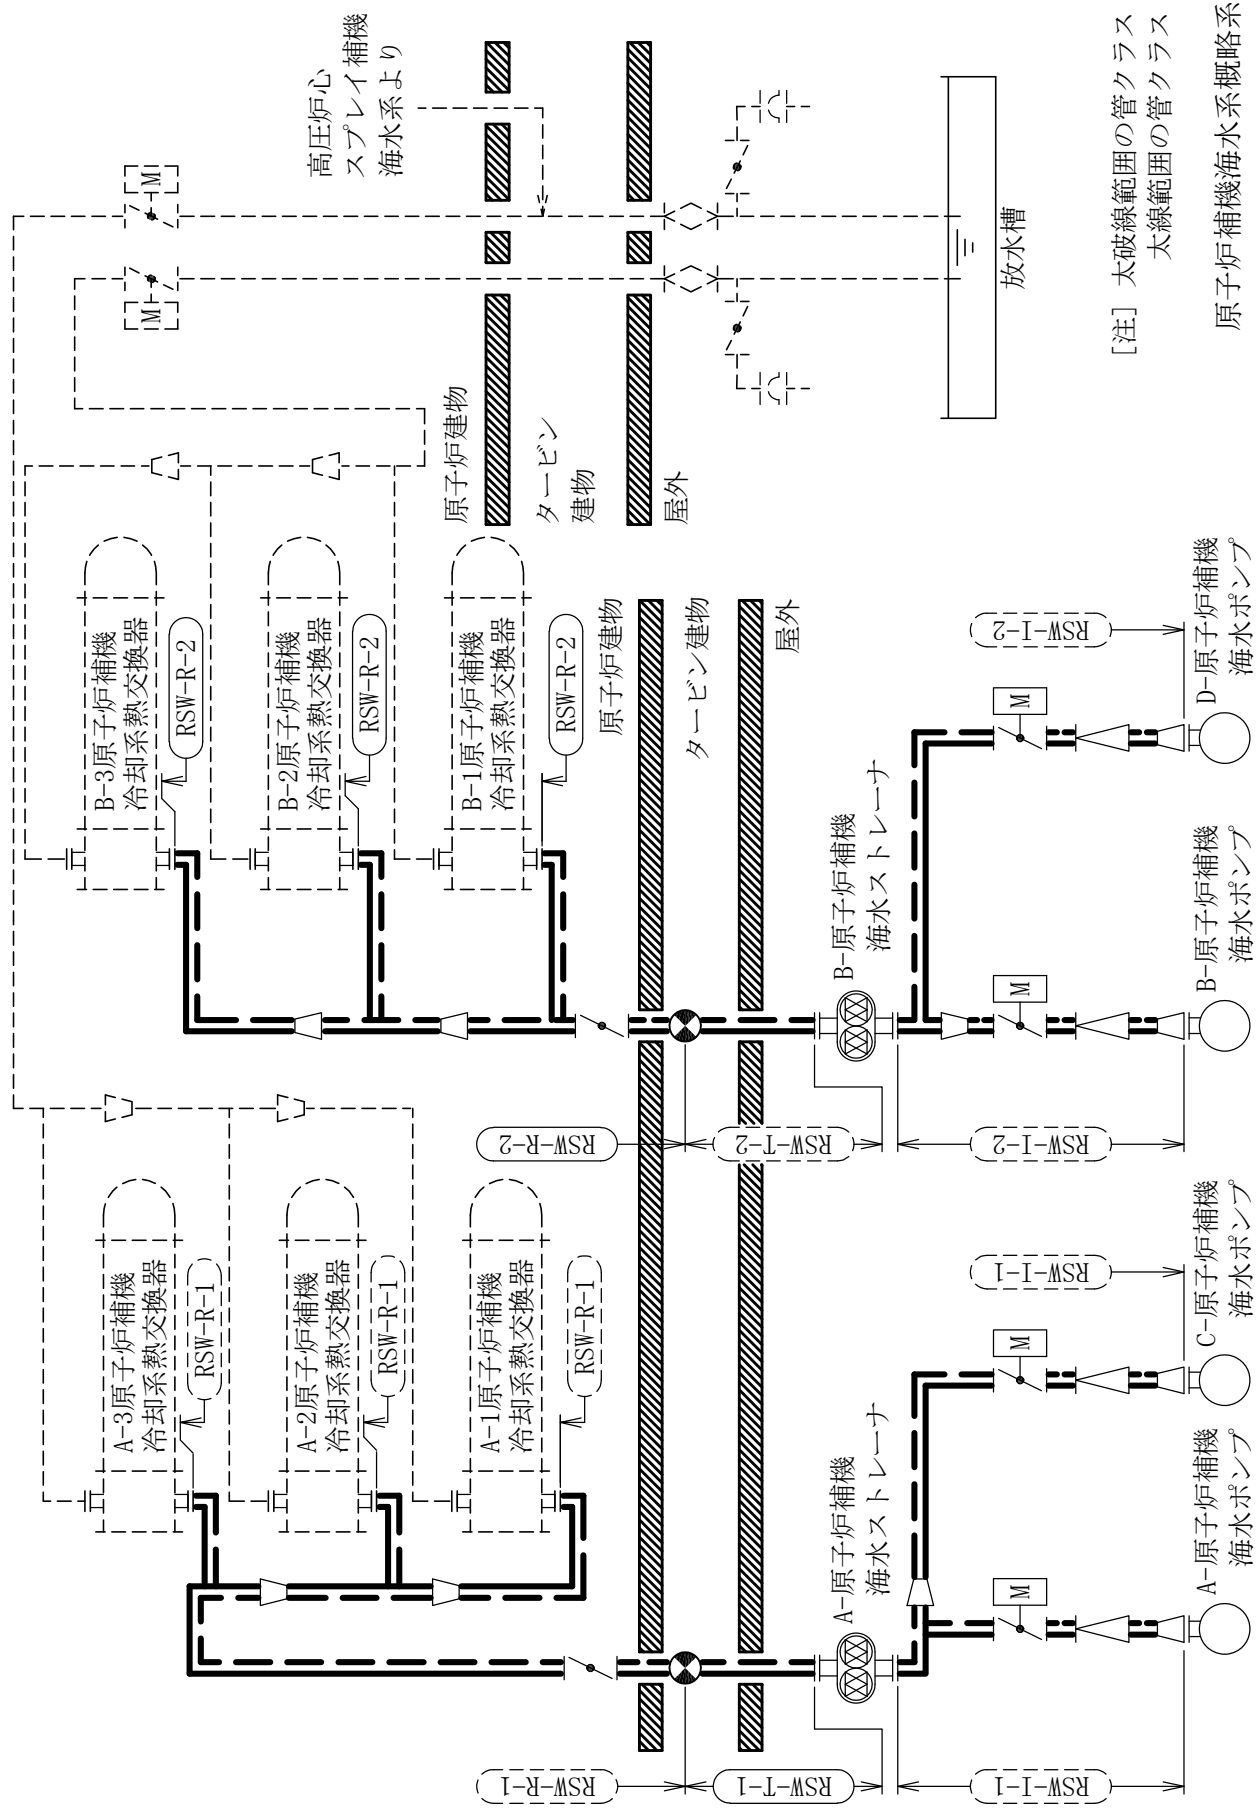 A-3原子炉補機
冷却系熱交換器
RSW-R-1
A-2原子炉補機
冷却系熱交換器
RSW-R-1
A-1原子炉補機
冷却系熱交換器
RSW-R-1
B-3原子炉補機
冷却系熱交換器
RSW-R-2
B-2原子炉補機
冷却系熱交換器
RSW-R-2
B-1原子炉補機
冷却系熱交換器
RSW-R-2
M
M
高圧炉心
スプレイ補機
海水系より
原子炉建物
タービン
建物
屋外
放水槽
原子炉建物
タービン建物
屋外
RSW-R-1
RSW-T-1
RSW-I-1
RSW-R-2
RSW-T-2
RSW-I-2
A-原子炉補機
海水ストレーナ
B-原子炉補機
海水ストレーナ
M
M
M
M
RSW-I-1
RSW-I-2
A-原子炉補機
海水ポンプ
C-原子炉補機
海水ポンプ
B-原子炉補機
海水ポンプ
D-原子炉補機
海水ポンプ
[注] 太破線範囲の管クラス
太線範囲の管クラス
原子炉補機海水系概略系